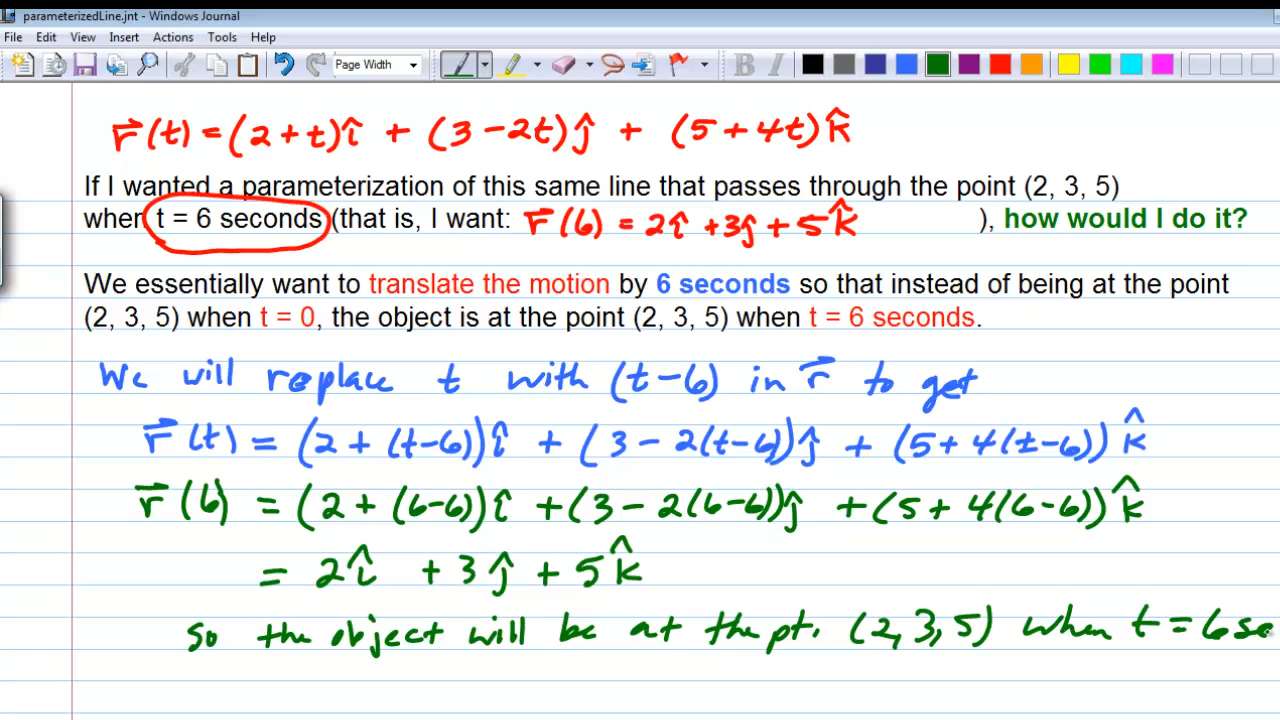 parameterizedLine.jnt - Windows Journal
File Edit View Insert Actions Tools Help
Page Width
B I
r⃗(t) = (2 + t)î + (3 - 2t)ĵ + (5 + 4t)k̂
If I wanted a parameterization of this same line that passes through the point (2, 3, 5)
when t = 6 seconds (that is, I want: r⃗(6) = 2î + 3ĵ + 5k̂ ), how would I do it?
We essentially want to translate the motion by 6 seconds so that instead of being at the point
(2, 3, 5) when t = 0, the object is at the point (2, 3, 5) when t = 6 seconds.
We will replace t with (t - 6) in r⃗ to get
r⃗(t) = (2 + (t-6))î + (3 - 2(t-6))ĵ + (5 + 4(t-6))k̂
r⃗(6) = (2 + (6-6))î + (3 - 2(6-6))ĵ + (5 + 4(6-6))k̂
= 2î + 3ĵ + 5k̂
So the object will be at the pt. (2, 3, 5) when t = 6 sec